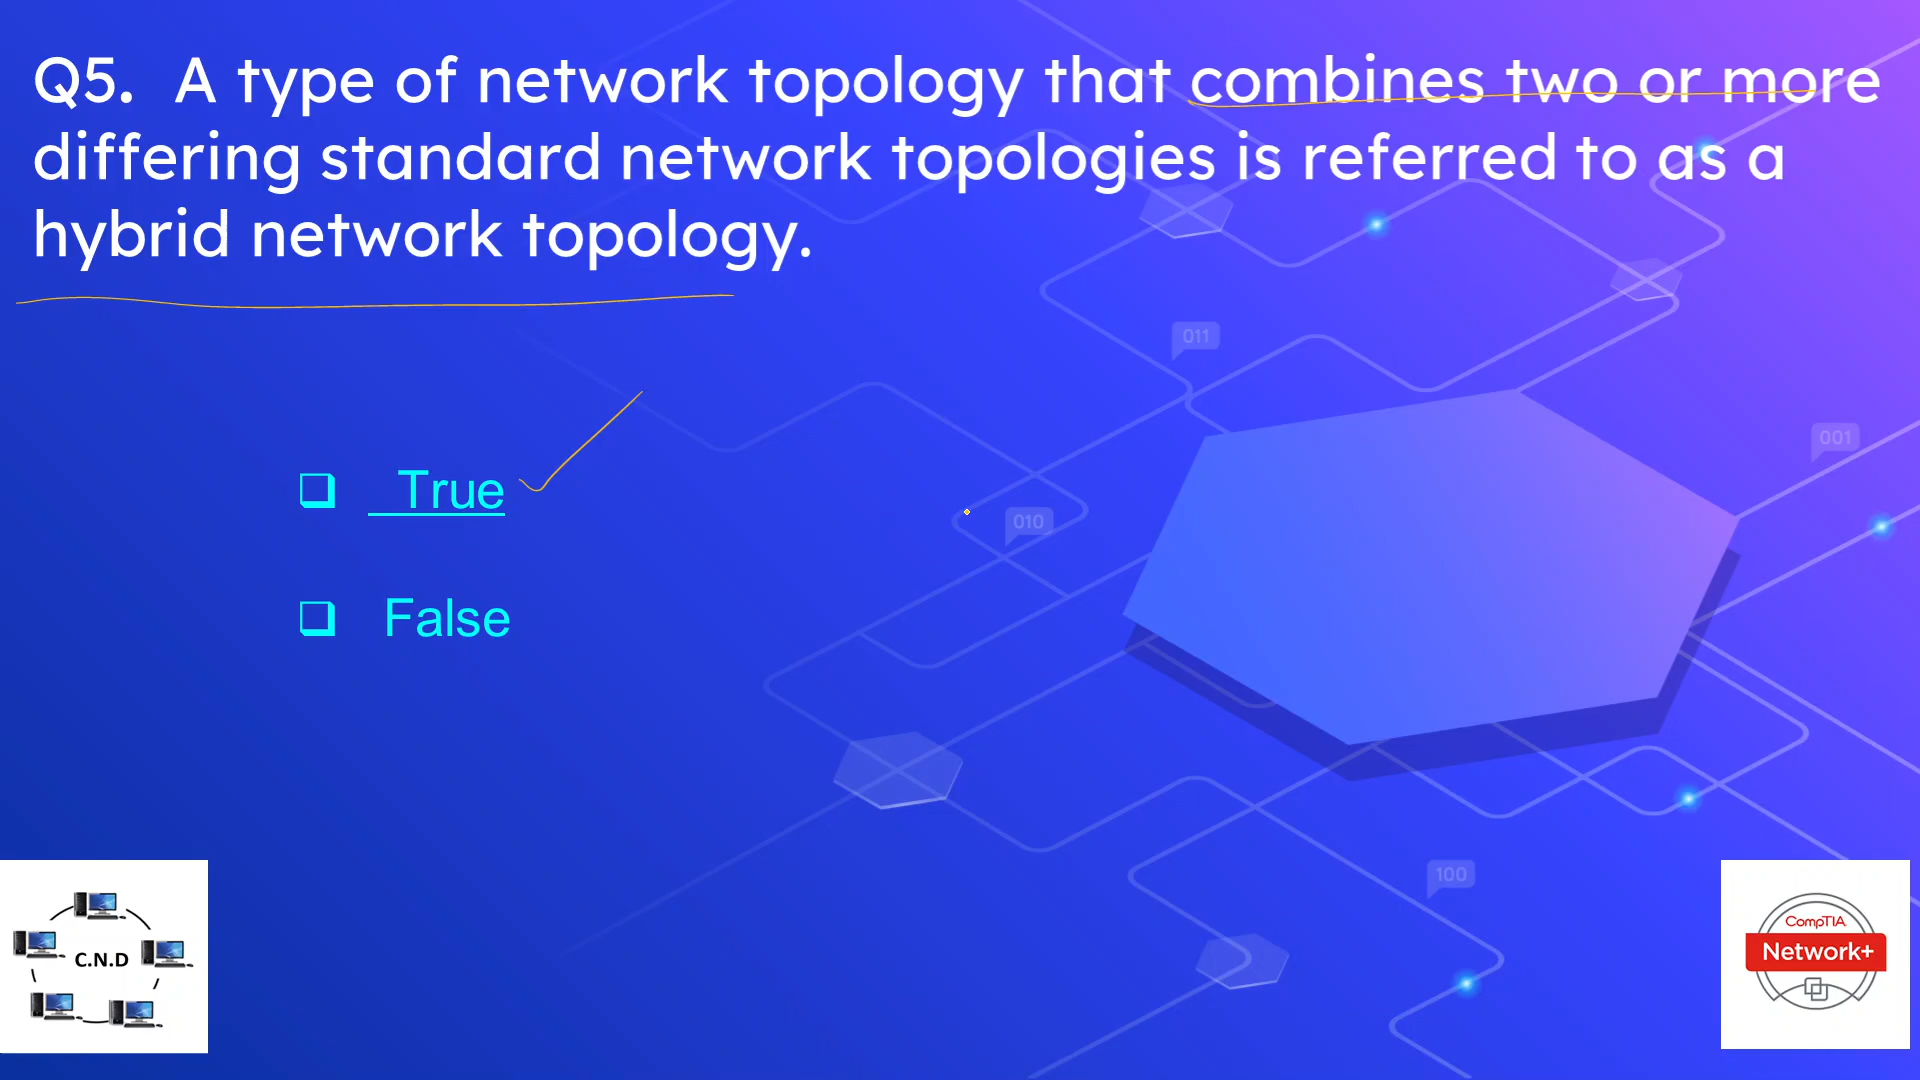 Q5. A type of network topology that combines two or more
differing standard network topologies is referred to as a
hybrid network topology.
011
001
True
010
False
100
C.N.D
CompTIA
Network+